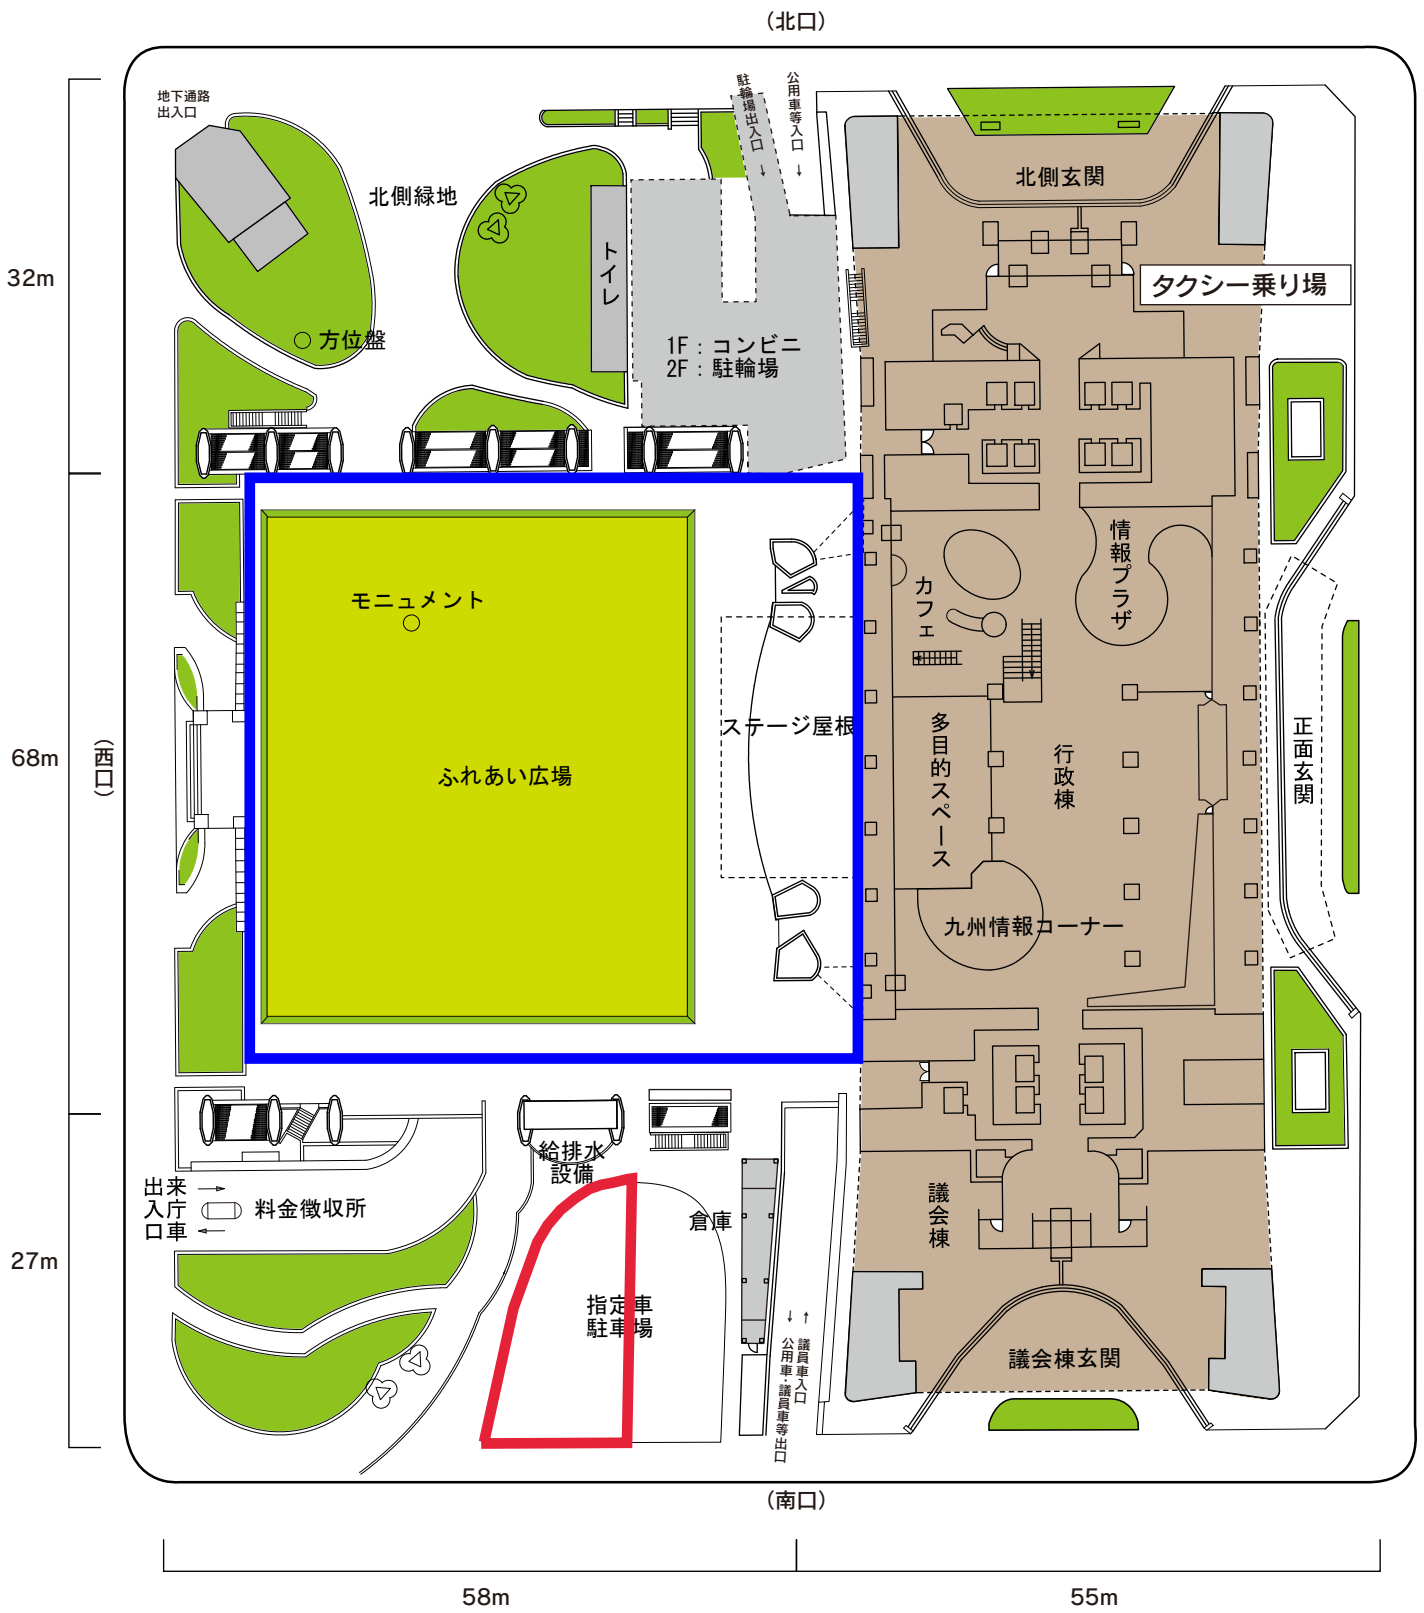 （北口）
地下通路
出入口
駐輪場出入口 ↓
公用車等入口 ↓
北側緑地
北側玄関
トイレ
タクシー乗り場
32m
方位盤
1F：コンビニ
2F：駐輪場
モニュメント
カフェ
情報プラザ
ステージ屋根
多目的スペース
行政棟
正面玄関
68m
（西口）
ふれあい広場
九州情報コーナー
給排水
設備
出来 →
入庁
口車 ←
料金徴収所
倉庫
議会棟
27m
指定車
駐車場
↑ 議員車入口
↓ 公用車・議員車等出口
議会棟玄関
（南口）
58m
55m